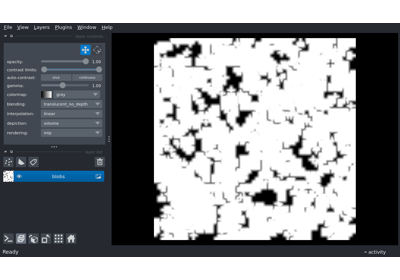 File View Layers Plugins Window Help
opacity: 1.00
contrast limits:
auto-contrast: once continuous
gamma: 1.00
colormap: gray
blending: translucent_no_depth
interpolation: linear
depiction: volume
rendering: mip
blobs
Ready activity